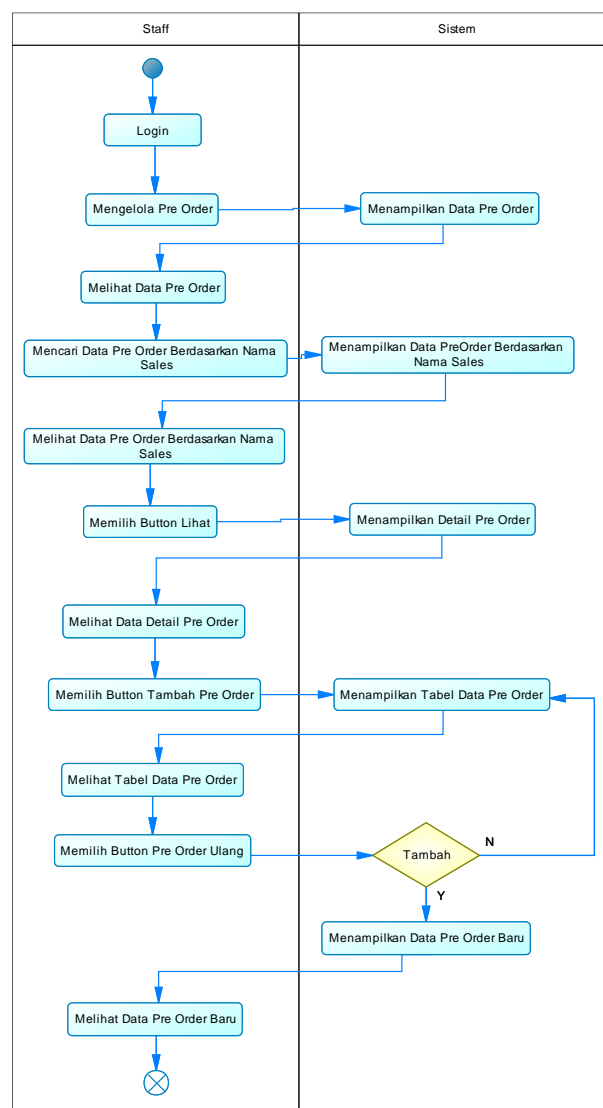 Staff
Sistem
Login
Mengelola Pre Order
Menampilkan Data Pre Order
Melihat Data Pre Order
Mencari Data Pre Order Berdasarkan Nama
Sales
Menampilkan Data PreOrder Berdasarkan
Nama Sales
Melihat Data Pre Order Berdasarkan Nama
Sales
Memilih Button Lihat
Menampilkan Detail Pre Order
Melihat Data Detail Pre Order
Memilih Button Tambah Pre Order
Menampilkan Tabel Data Pre Order
Melihat Tabel Data Pre Order
Memilih Button Pre Order Ulang
Tambah
N
Y
Menampilkan Data Pre Order Baru
Melihat Data Pre Order Baru